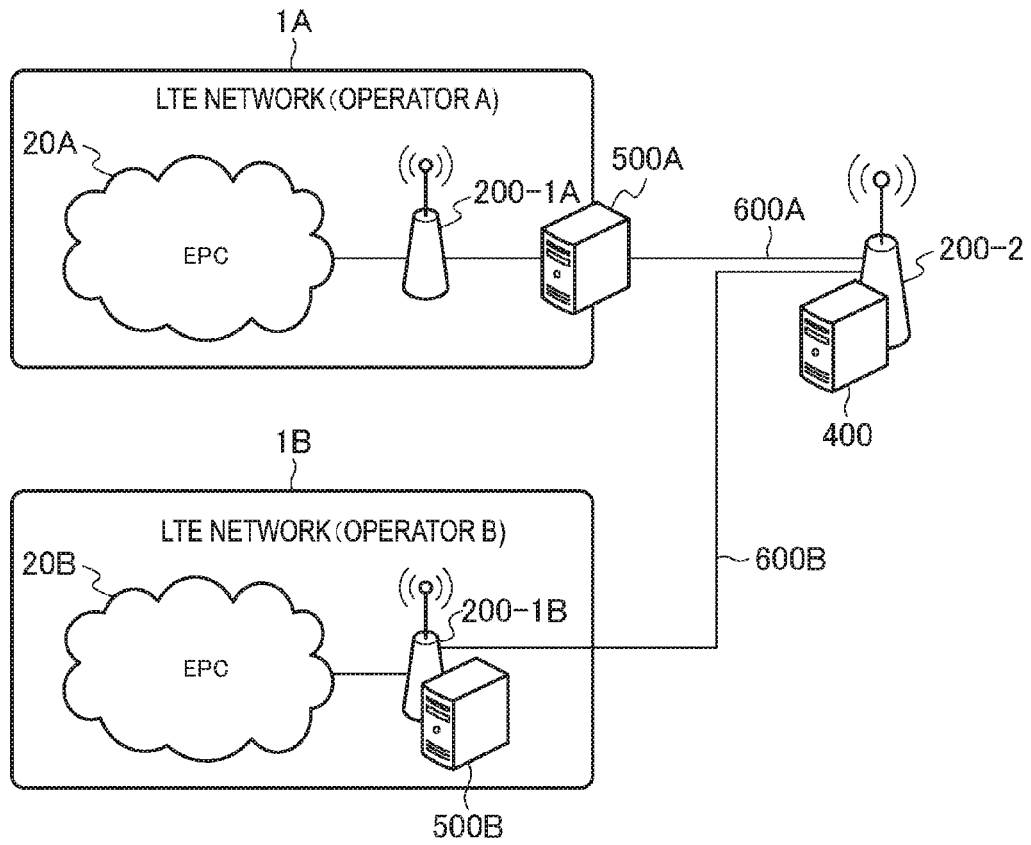 1A
LTE NETWORK (OPERATOR A)
20A
EPC
200-1A
500A
600A
200-2
400
1B
LTE NETWORK (OPERATOR B)
20B
EPC
200-1B
500B
600B